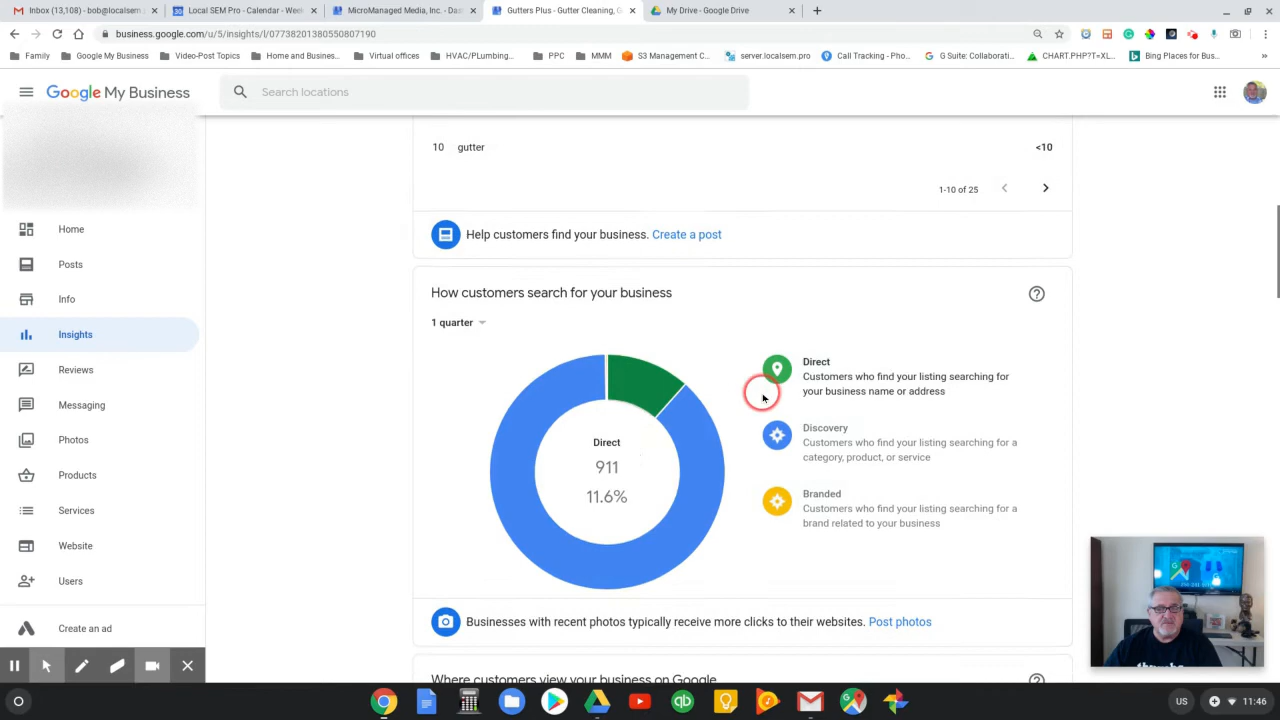 Inbox (13,108) - bob@localsem
Local SEM Pro - Calendar - Week
MicroManaged Media, Inc. - Das
Gutters Plus - Gutter Cleaning, G
My Drive - Google Drive
business.google.com/u/5/insights/l/07738201380550807190
Family
Google My Business
Video-Post Topics
Home and Busines...
Virtual offices
HVAC/PLumbing...
PPC
MMM
S3 Management C...
server.localsem.pro
Call Tracking - Pho...
G Suite: Collaborati...
CHART.PHP?T=XL...
Bing Places for Bus...
Google My Business
Search locations
10 gutter <10
1-10 of 25
Help customers find your business. Create a post
Home
Posts
Info
Insights
Reviews
Messaging
Photos
Products
Services
Website
Users
Create an ad
How customers search for your business
1 quarter
Direct
911
11.6%
Direct
Customers who find your listing searching for
your business name or address
Discovery
Customers who find your listing searching for a
category, product, or service
Branded
Customers who find your listing searching for a
brand related to your business
Businesses with recent photos typically receive more clicks to their websites. Post photos
Where customers view your business on Google
US
11:46